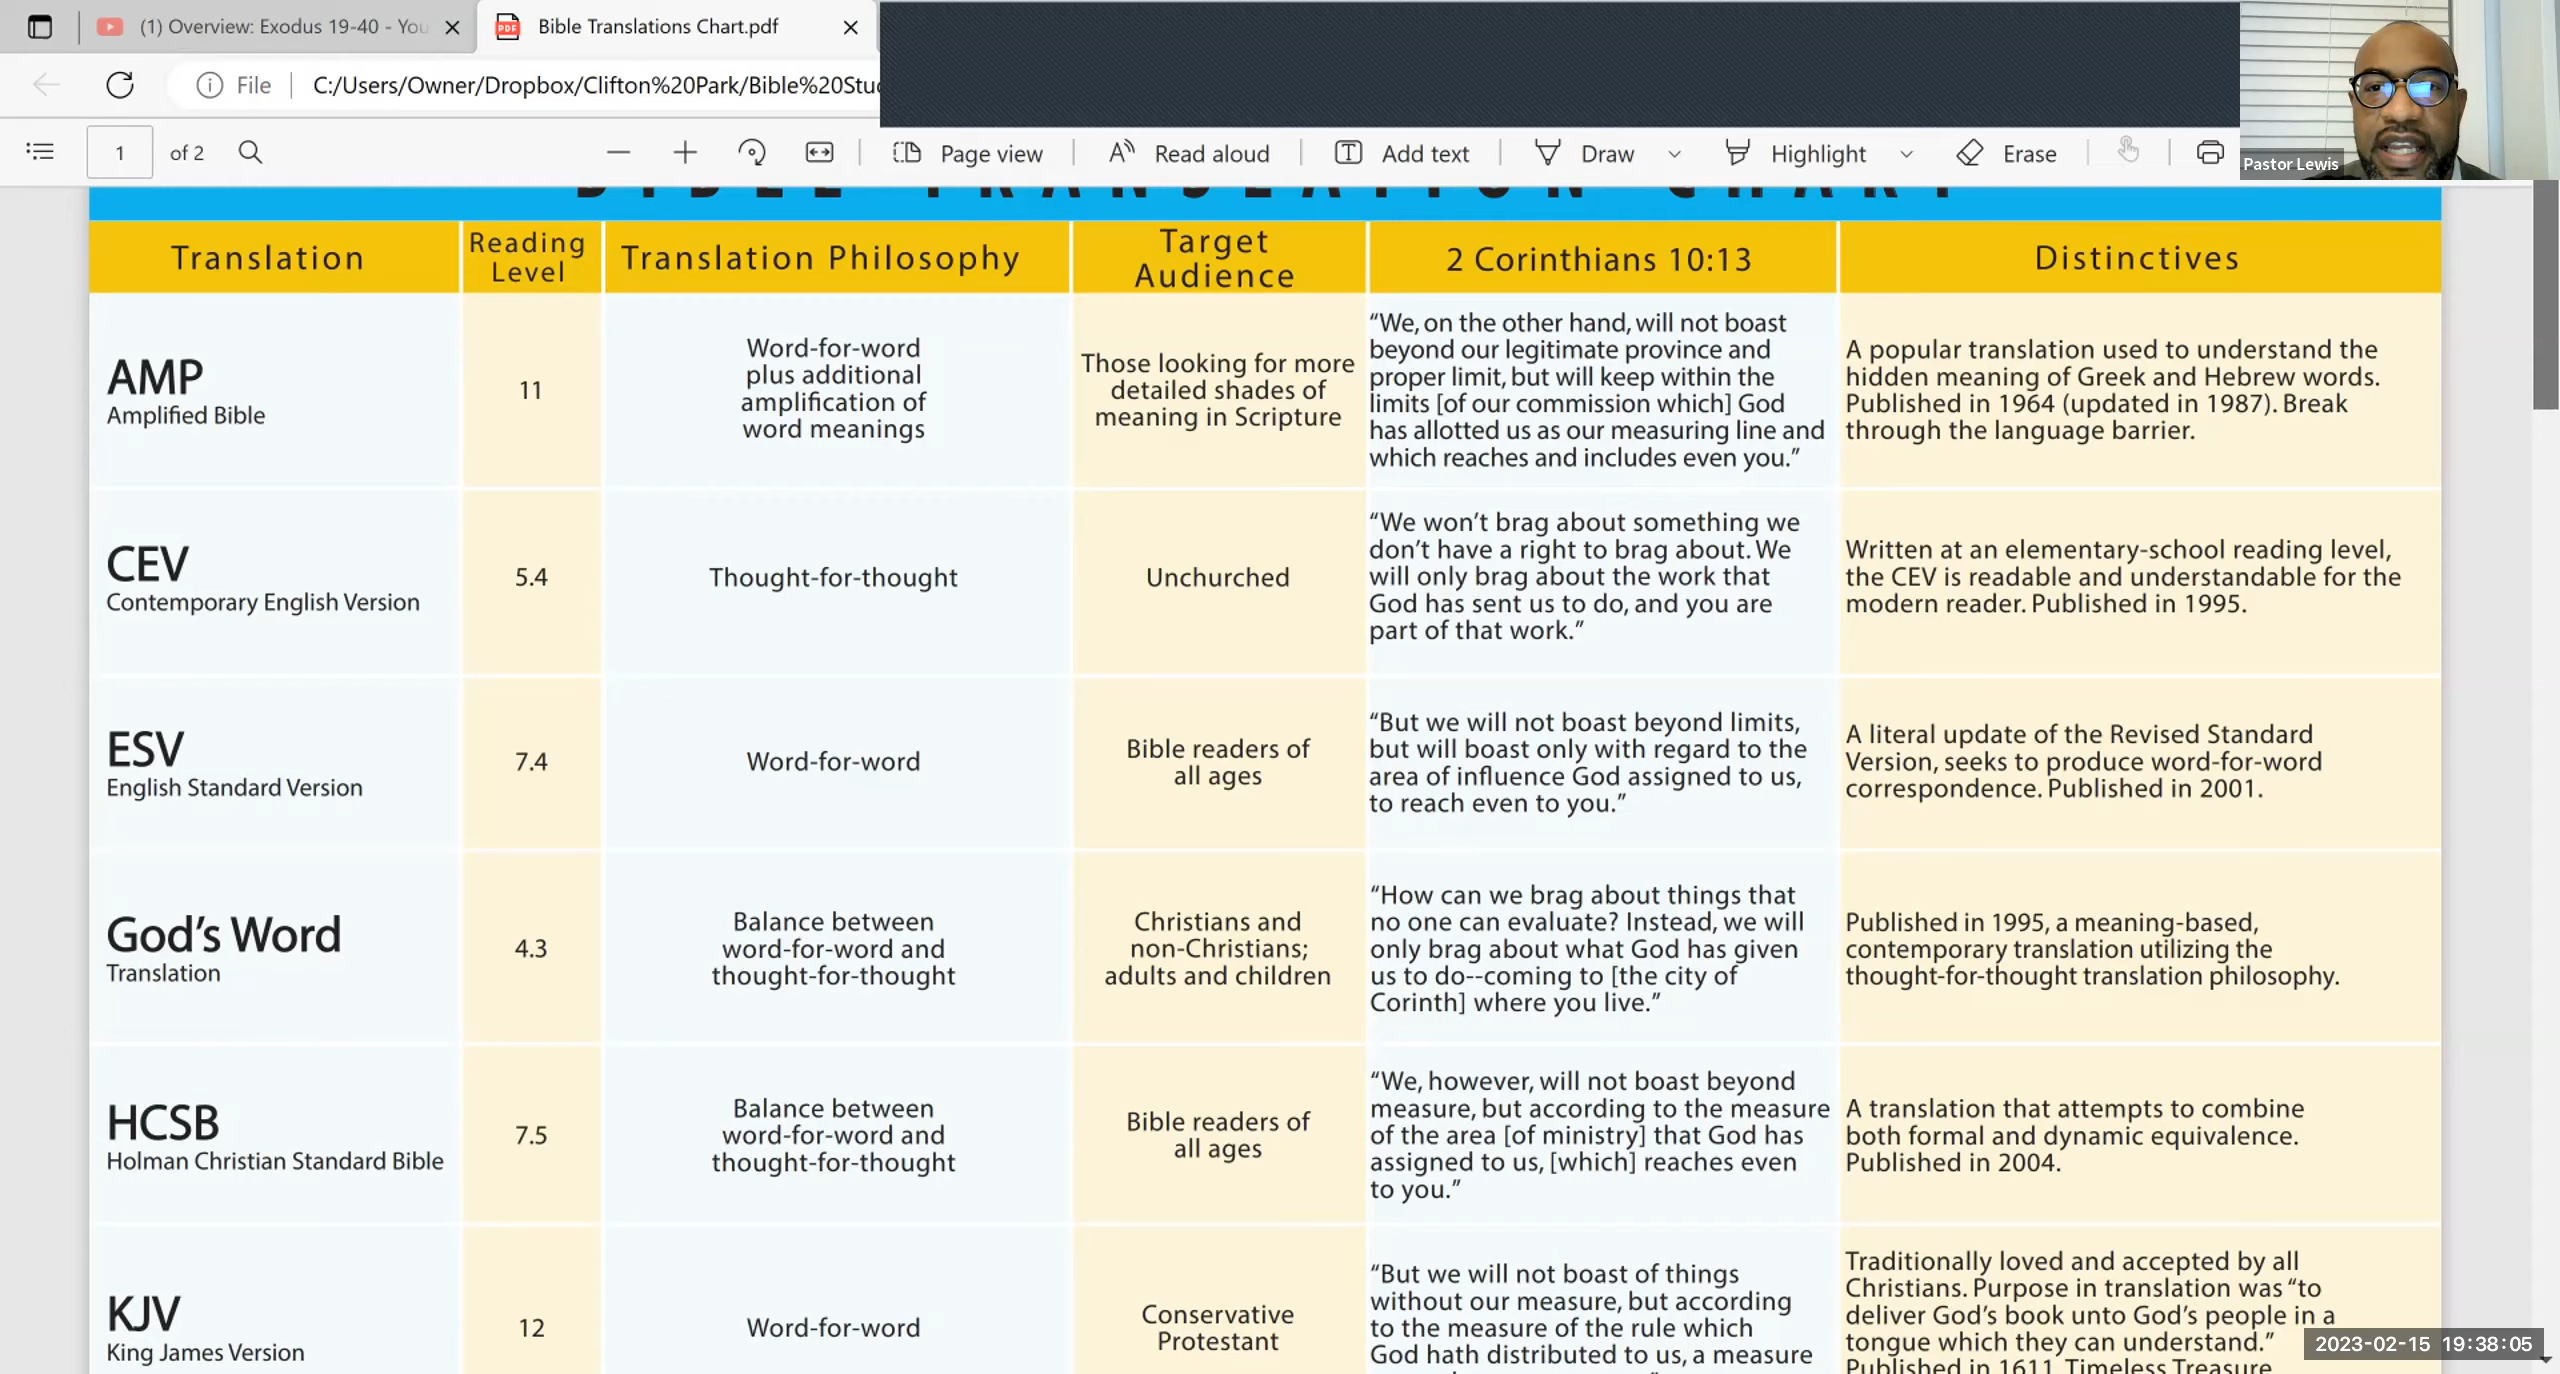 (1) Overview: Exodus 19-40 - You
Bible Translations Chart.pdf
File
C:/Users/Owner/Dropbox/Clifton%20Park/Bible%20Stu
1
of 2
Page view
Read aloud
Add text
Draw
Highlight
Erase
Pastor Lewis
BIBLE TRANSLATION CHART
Translation
Reading
Level
Translation Philosophy
Target
Audience
2 Corinthians 10:13
Distinctives
AMP
Amplified Bible
11
Word-for-word
plus additional
amplification of
word meanings
Those looking for more
detailed shades of
meaning in Scripture
“We, on the other hand, will not boast
beyond our legitimate province and
proper limit, but will keep within the
limits [of our commission which] God
has allotted us as our measuring line and
which reaches and includes even you.”
A popular translation used to understand the
hidden meaning of Greek and Hebrew words.
Published in 1964 (updated in 1987). Break
through the language barrier.
CEV
Contemporary English Version
5.4
Thought-for-thought
Unchurched
“We won’t brag about something we
don’t have a right to brag about. We
will only brag about the work that
God has sent us to do, and you are
part of that work.”
Written at an elementary-school reading level,
the CEV is readable and understandable for the
modern reader. Published in 1995.
ESV
English Standard Version
7.4
Word-for-word
Bible readers of
all ages
“But we will not boast beyond limits,
but will boast only with regard to the
area of influence God assigned to us,
to reach even to you.”
A literal update of the Revised Standard
Version, seeks to produce word-for-word
correspondence. Published in 2001.
God’s Word
Translation
4.3
Balance between
word-for-word and
thought-for-thought
Christians and
non-Christians;
adults and children
“How can we brag about things that
no one can evaluate? Instead, we will
only brag about what God has given
us to do--coming to [the city of
Corinth] where you live.”
Published in 1995, a meaning-based,
contemporary translation utilizing the
thought-for-thought translation philosophy.
HCSB
Holman Christian Standard Bible
7.5
Balance between
word-for-word and
thought-for-thought
Bible readers of
all ages
“We, however, will not boast beyond
measure, but according to the measure
of the area [of ministry] that God has
assigned to us, [which] reaches even
to you.”
A translation that attempts to combine
both formal and dynamic equivalence.
Published in 2004.
KJV
King James Version
12
Word-for-word
Conservative
Protestant
“But we will not boast of things
without our measure, but according
to the measure of the rule which
God hath distributed to us, a measure
Traditionally loved and accepted by all
Christians. Purpose in translation was “to
deliver God’s book unto God’s people in a
tongue which they can understand.”
Published in 1611. Timeless Treasure.
2023-02-15 19:38:05